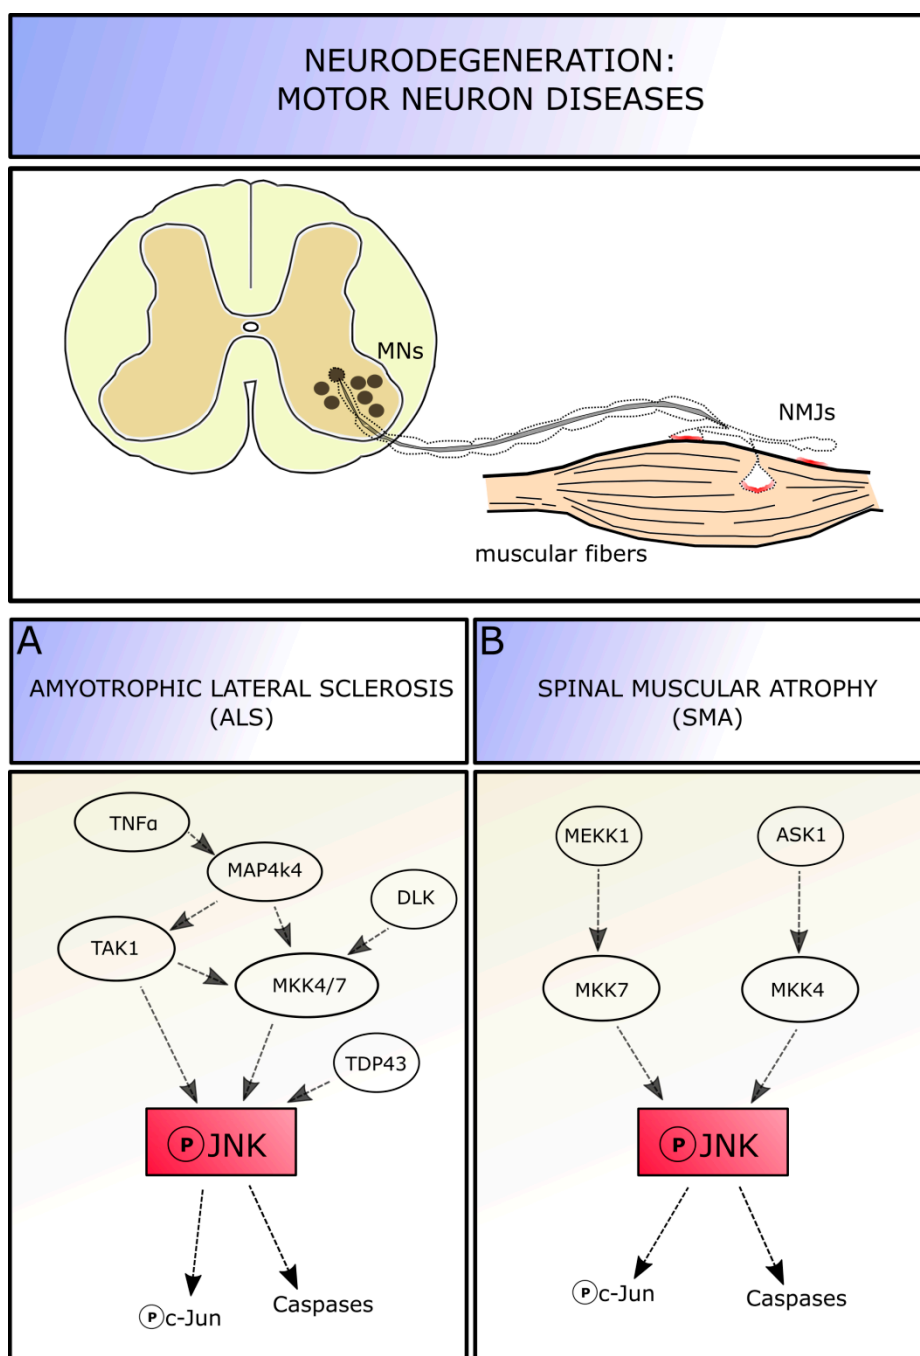 NEURODEGENERATION:
MOTOR NEURON DISEASES
MNs
NMJs
muscular fibers
A
AMYOTROPHIC LATERAL SCLEROSIS
(ALS)
TNFα
MAP4k4
DLK
TAK1
MKK4/7
TDP43
P JNK
P c-Jun
Caspases
B
SPINAL MUSCULAR ATROPHY
(SMA)
MEKK1
ASK1
MKK7
MKK4
P JNK
P c-Jun
Caspases